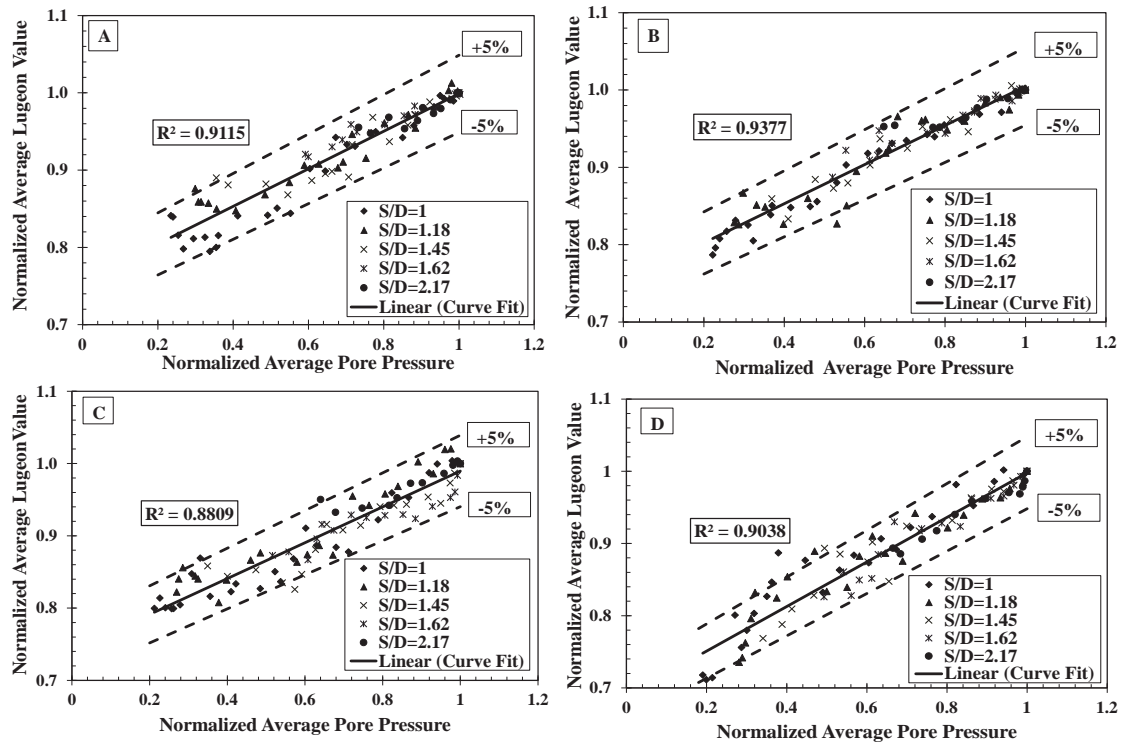 A
Normalized Average Lugeon Value
1.1
1.0
0.9
0.8
0.7
+5%
-5%
R² = 0.9115
S/D=1
S/D=1.18
S/D=1.45
S/D=1.62
S/D=2.17
Linear (Curve Fit)
0 0.2 0.4 0.6 0.8 1 1.2
Normalized Average Pore Pressure
B
Normalized Average Lugeon Value
1.1
1.0
0.9
0.8
0.7
+5%
-5%
R² = 0.9377
S/D=1
S/D=1.18
S/D=1.45
S/D=1.62
S/D=2.17
Linear (Curve Fit)
0 0.2 0.4 0.6 0.8 1 1.2
Normalized Average Pore Pressure
C
Normalized Average LugeonValue
1.1
1.0
0.9
0.8
0.7
+5%
-5%
R² = 0.8809
S/D=1
S/D=1.18
S/D=1.45
S/D=1.62
S/D=2.17
Linear (Curve Fit)
0 0.2 0.4 0.6 0.8 1 1.2
Normalized Average Pore Pressure
D
Normalized Average Lugeon Value
1.1
1.0
0.9
0.8
0.7
+5%
-5%
R² = 0.9038
S/D=1
S/D=1.18
S/D=1.45
S/D=1.62
S/D=2.17
Linear (Curve Fit)
0 0.2 0.4 0.6 0.8 1 1.2
Normalized Average Pore Pressure